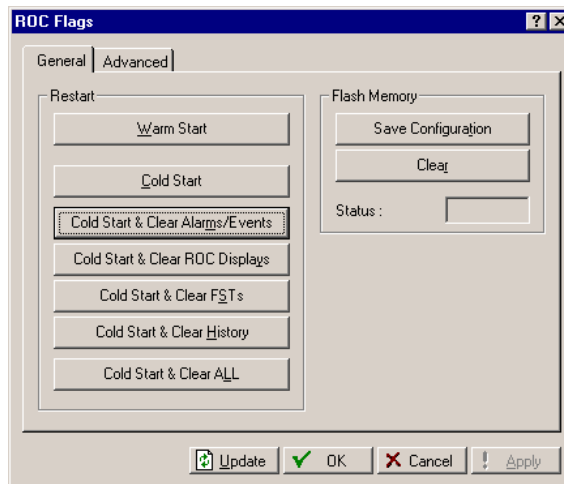 ROC Flags
General
Advanced
Restart
Warm Start
Cold Start
Cold Start & Clear Alarms/Events
Cold Start & Clear ROC Displays
Cold Start & Clear FSTs
Cold Start & Clear History
Cold Start & Clear ALL
Flash Memory
Save Configuration
Clear
Status :
Update
OK
Cancel
Apply